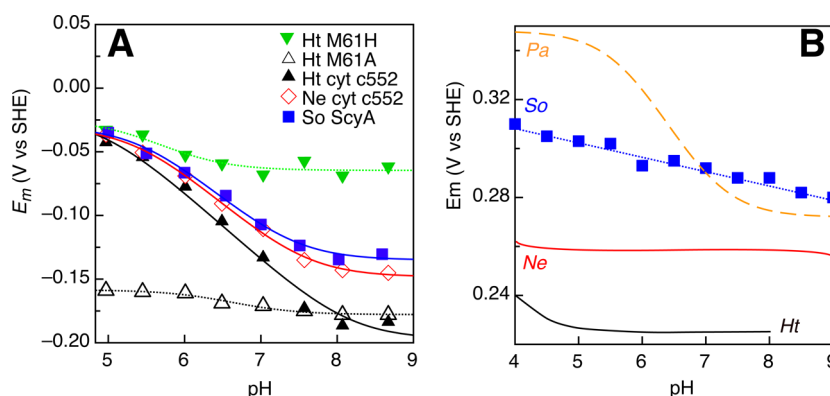 A
Ht M61H
Ht M61A
Ht cyt c552
Ne cyt c552
So ScyA
0.05
0.00
−0.05
−0.10
−0.15
−0.20
Em (V vs SHE)
5 6 7 8 9
pH
B
Pa
So
Ne
Ht
0.32
0.28
0.24
Em (V vs SHE)
4 5 6 7 8 9
pH